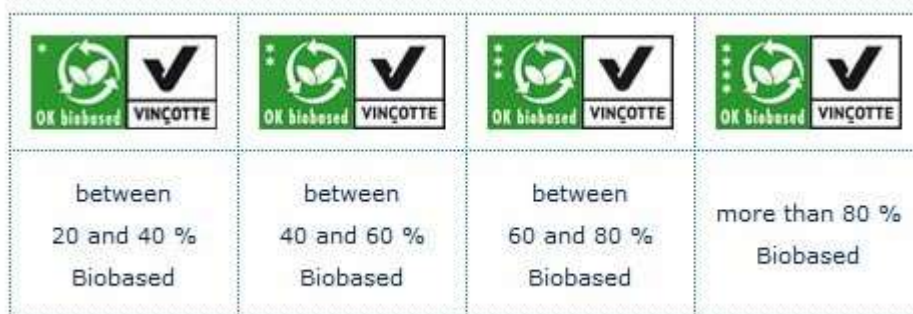 OK biobased VINÇOTTE
OK biobased VINÇOTTE
OK biobased VINÇOTTE
OK biobased VINÇOTTE
between
20 and 40 %
Biobased
between
40 and 60 %
Biobased
between
60 and 80 %
Biobased
more than 80 %
Biobased